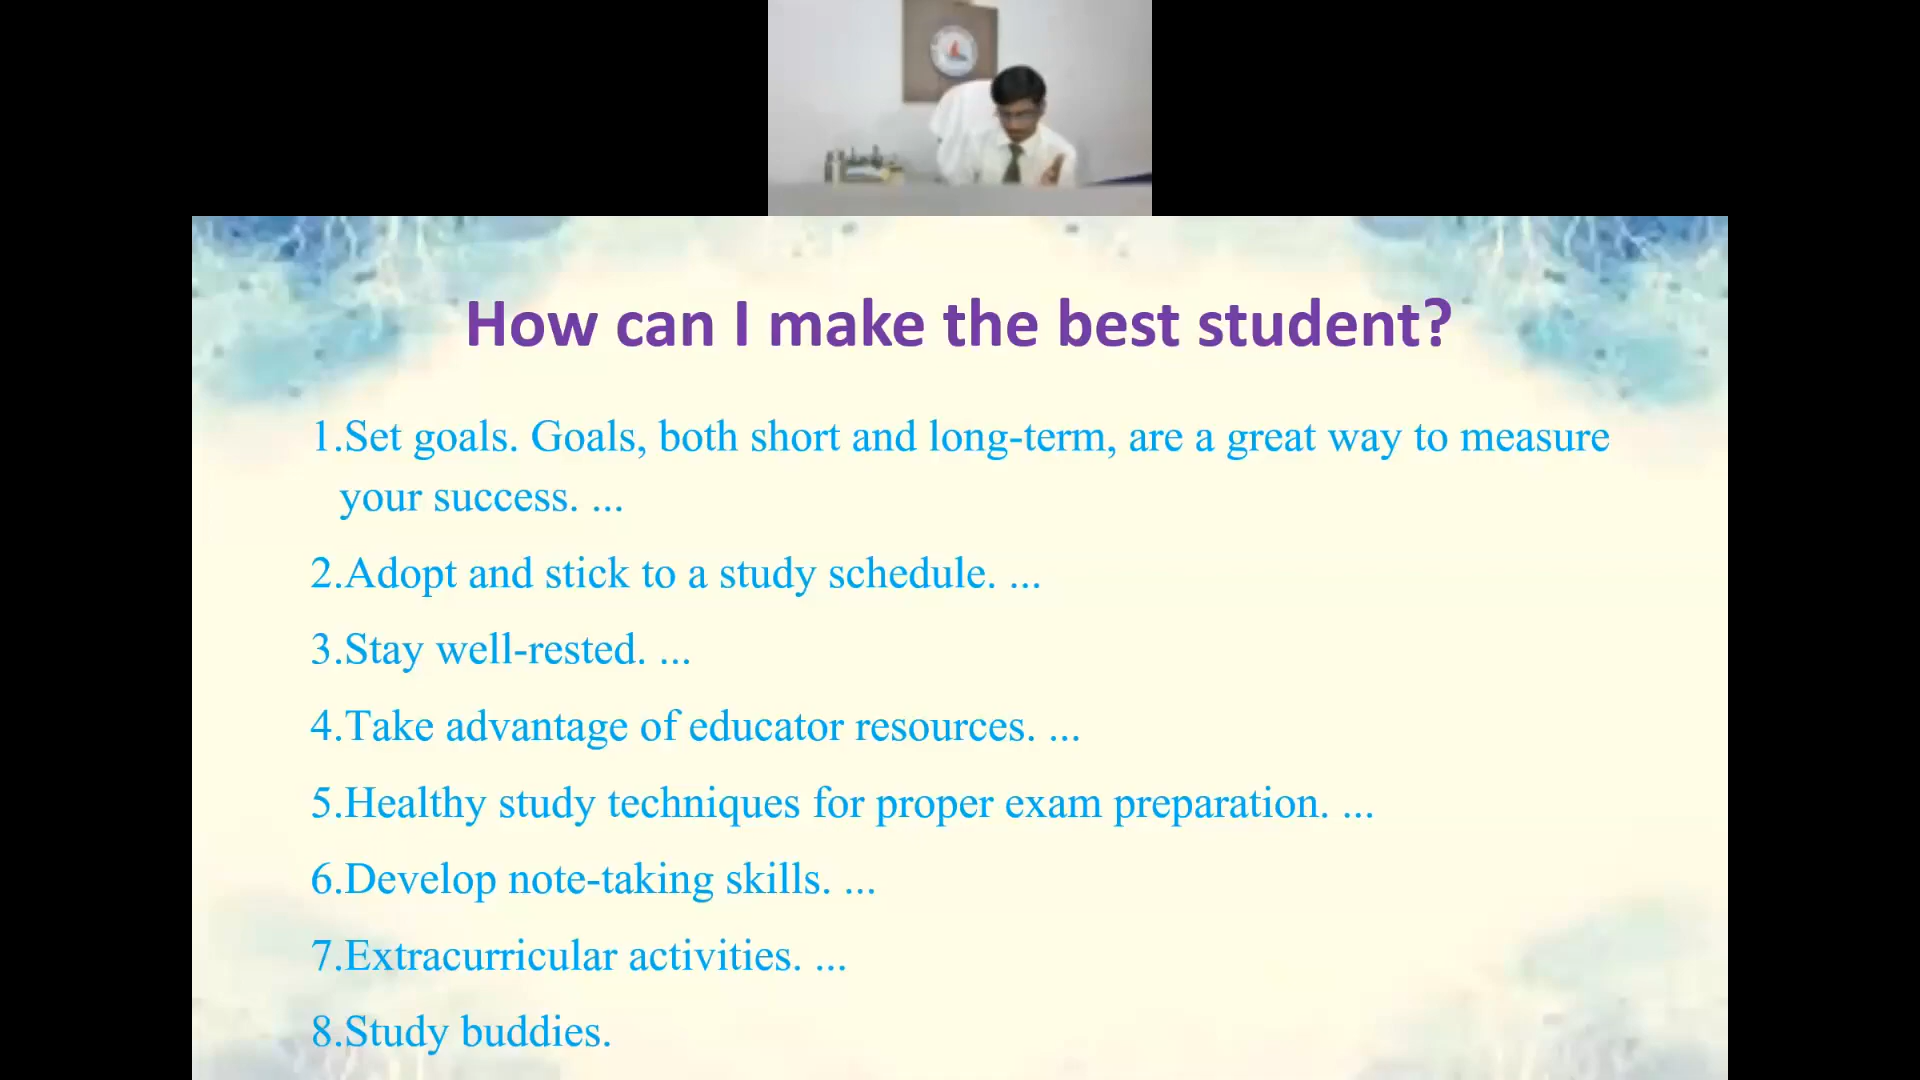 How can I make the best student?
1.Set goals. Goals, both short and long-term, are a great way to measure
your success. ...
2.Adopt and stick to a study schedule. ...
3.Stay well-rested. ...
4.Take advantage of educator resources. ...
5.Healthy study techniques for proper exam preparation. ...
6.Develop note-taking skills. ...
7.Extracurricular activities. ...
8.Study buddies.